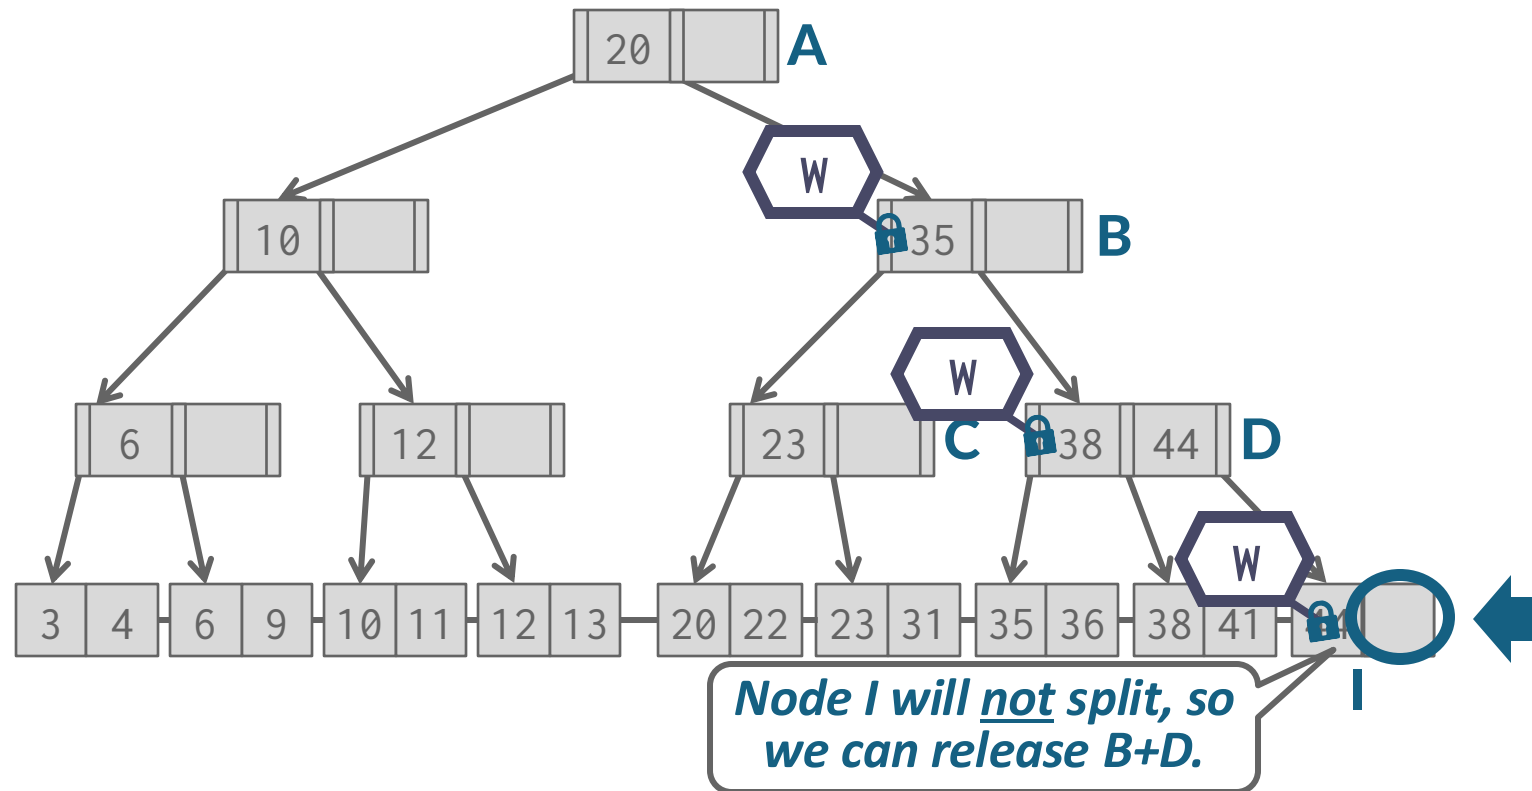 20
A
W
10
35
B
W
6
12
23
C
38
44
D
W
3 4 6 9 10 11 12 13 20 22 23 31 35 36 38 41 44
I
Node I will not split, so
we can release B+D.